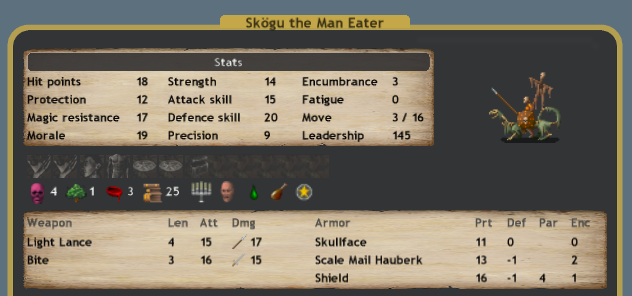 Skögu the Man Eater
Stats
Hit points 18 Strength 14 Encumbrance 3
Protection 12 Attack skill 15 Fatigue 0
Magic resistance 17 Defence skill 20 Move 3 / 16
Morale 19 Precision 9 Leadership 145
4 1 3 25
Weapon Len Att Dmg Armor Prt Def Par Enc
Light Lance 4 15 17 Skullface 11 0 0
Bite 3 16 15 Scale Mail Hauberk 13 -1 2
Shield 16 -1 4 1